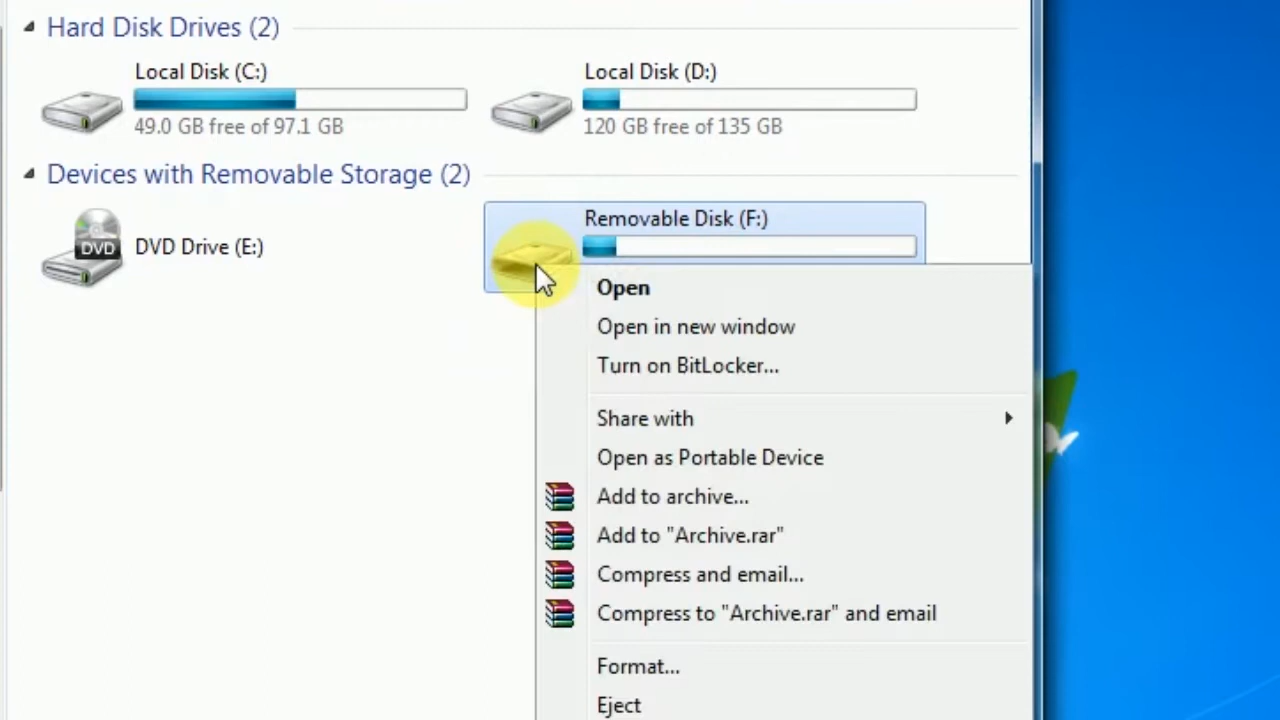 Hard Disk Drives (2)
Local Disk (C:)
49.0 GB free of 97.1 GB
Local Disk (D:)
120 GB free of 135 GB
Devices with Removable Storage (2)
DVD
DVD Drive (E:)
Removable Disk (F:)
Open
Open in new window
Turn on BitLocker...
Share with
Open as Portable Device
Add to archive...
Add to "Archive.rar"
Compress and email...
Compress to "Archive.rar" and email
Format...
Eject